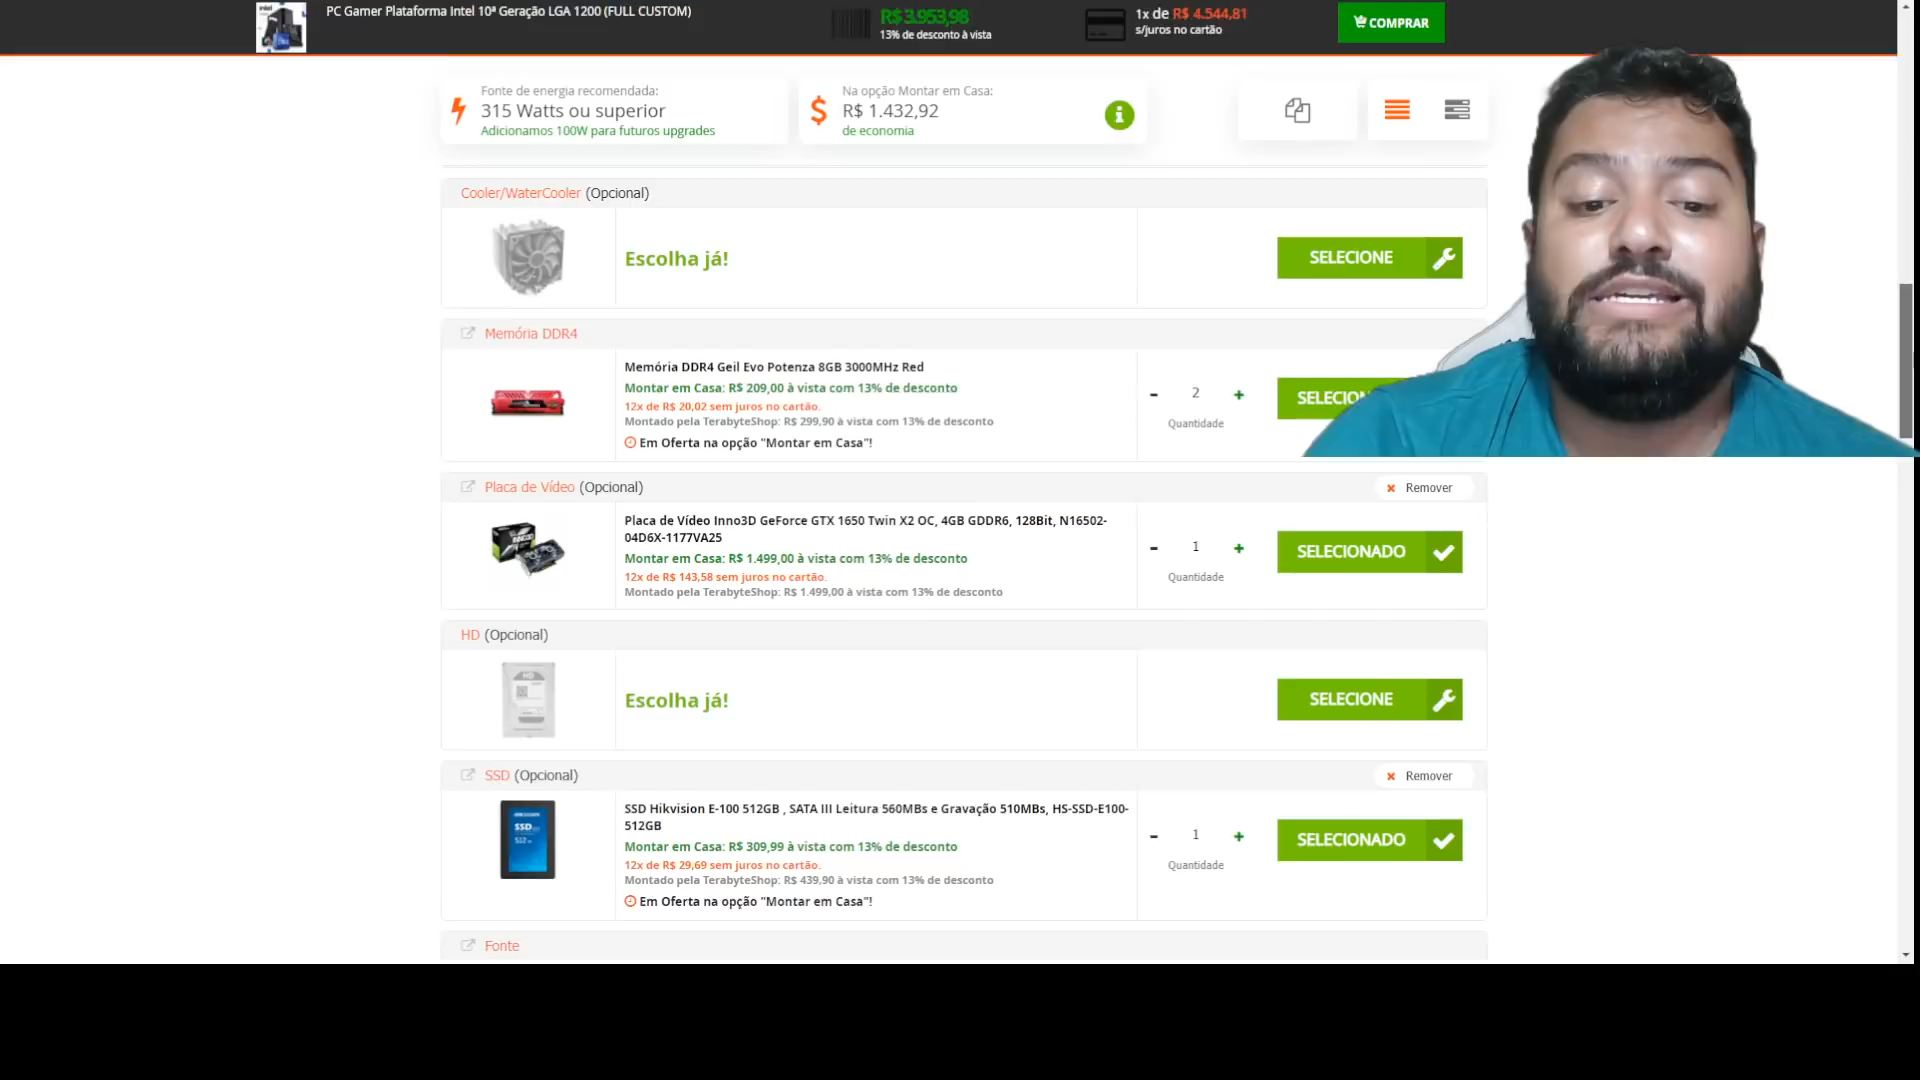 PC Gamer Plataforma Intel 10ª Geração LGA 1200 (FULL CUSTOM)
R$ 3.953,98
13% de desconto à vista
1x de R$ 4.544,81
s/juros no cartão
COMPRAR
Fonte de energia recomendada:
315 Watts ou superior
Adicionamos 100W para futuros upgrades
Na opção Montar em Casa:
R$ 1.432,92
de economia
Cooler/WaterCooler (Opcional)
Escolha já!
SELECIONE
Memória DDR4
Memória DDR4 Geil Evo Potenza 8GB 3000MHz Red
Montar em Casa: R$ 209,00 à vista com 13% de desconto
12x de R$ 20,02 sem juros no cartão.
Montado pela TerabyteShop: R$ 299,90 à vista com 13% de desconto
Em Oferta na opção "Montar em Casa"!
- 2 +
Quantidade
Placa de Vídeo (Opcional)
Remover
Placa de Vídeo Inno3D GeForce GTX 1650 Twin X2 OC, 4GB GDDR6, 128Bit, N16502-
04D6X-1177VA25
Montar em Casa: R$ 1.499,00 à vista com 13% de desconto
12x de R$ 143,58 sem juros no cartão.
Montado pela TerabyteShop: R$ 1.499,00 à vista com 13% de desconto
- 1 +
Quantidade
SELECIONADO
HD (Opcional)
Escolha já!
SELECIONE
SSD (Opcional)
Remover
SSD
SSD Hikvision E-100 512GB , SATA III Leitura 560MBs e Gravação 510MBs, HS-SSD-E100-
512GB
Montar em Casa: R$ 309,99 à vista com 13% de desconto
12x de R$ 29,69 sem juros no cartão.
Montado pela TerabyteShop: R$ 439,90 à vista com 13% de desconto
Em Oferta na opção "Montar em Casa"!
- 1 +
Quantidade
SELECIONADO
Fonte